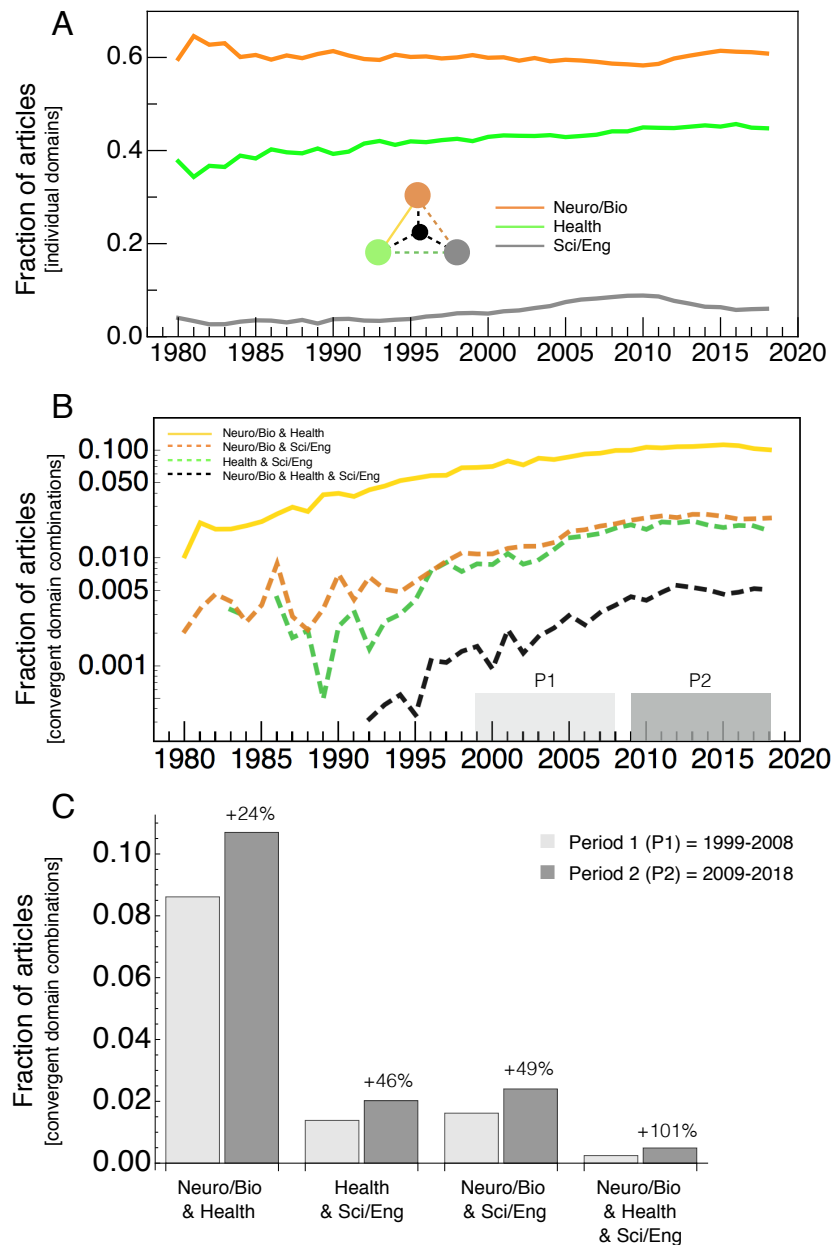 A
Fraction of articles
[individual domains]
0.6
0.4
0.2
0.0
Neuro/Bio
Health
Sci/Eng
1980 1985 1990 1995 2000 2005 2010 2015 2020
B
Fraction of articles
[convergent domain combinations]
0.100
0.050
0.010
0.005
0.001
Neuro/Bio & Health
Neuro/Bio & Sci/Eng
Health & Sci/Eng
Neuro/Bio & Health & Sci/Eng
P1
P2
1980 1985 1990 1995 2000 2005 2010 2015 2020
C
Fraction of articles
[convergent domain combinations]
0.10
0.08
0.06
0.04
0.02
0.00
+24%
+46%
+49%
+101%
Period 1 (P1) = 1999-2008
Period 2 (P2) = 2009-2018
Neuro/Bio
& Health
Health
& Sci/Eng
Neuro/Bio
& Sci/Eng
Neuro/Bio
& Health
& Sci/Eng